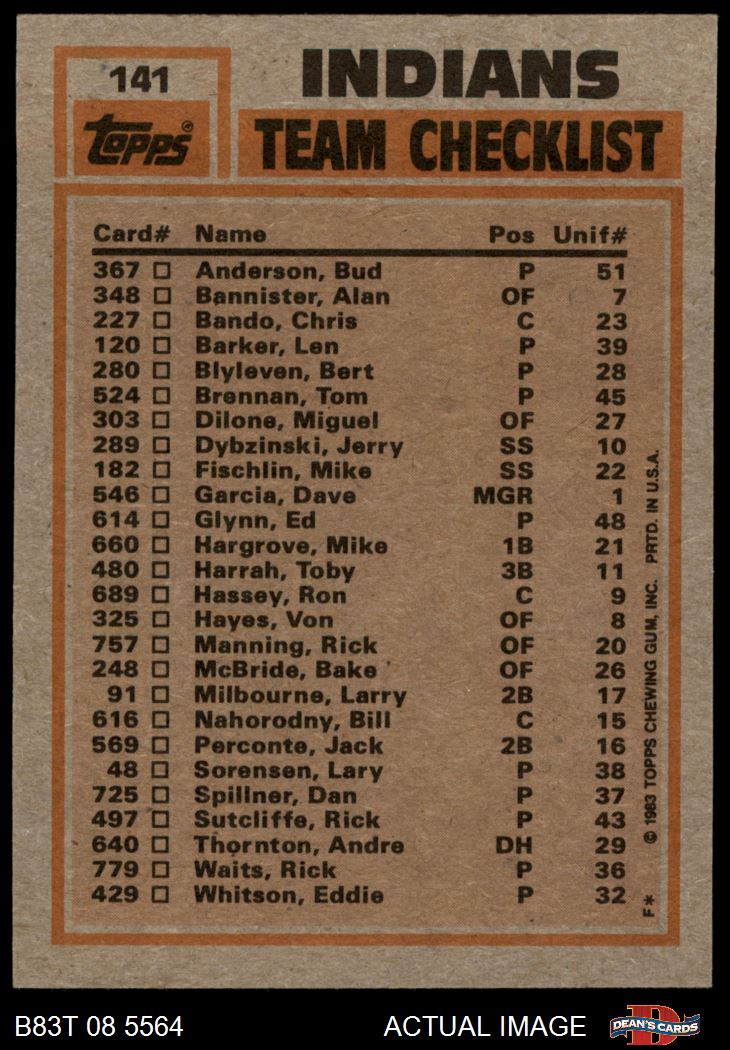 141
INDIANS
Topps®
TEAM CHECKLIST
Card# Name Pos Unif#
367 Anderson, Bud P 51
348 Bannister, Alan OF 7
227 Bando, Chris C 23
120 Barker, Len P 39
280 Blyleven, Bert P 28
524 Brennan, Tom P 45
303 Dilone, Miguel OF 27
289 Dybzinski, Jerry SS 10
182 Fischlin, Mike SS 22
546 Garcia, Dave MGR 1
614 Glynn, Ed P 48
660 Hargrove, Mike 1B 21
480 Harrah, Toby 3B 11
689 Hassey, Ron C 9
325 Hayes, Von OF 8
757 Manning, Rick OF 20
248 McBride, Bake OF 26
91 Milbourne, Larry 2B 17
616 Nahorodny, Bill C 15
569 Perconte, Jack 2B 16
48 Sorensen, Lary P 38
725 Spillner, Dan P 37
497 Sutcliffe, Rick P 43
640 Thornton, Andre DH 29
779 Waits, Rick P 36
429 Whitson, Eddie P 32
F* © 1983 TOPPS CHEWING GUM, INC. PRTD. IN U.S.A.
B83T 08 5564 ACTUAL IMAGE
D
DEAN'S CARDS